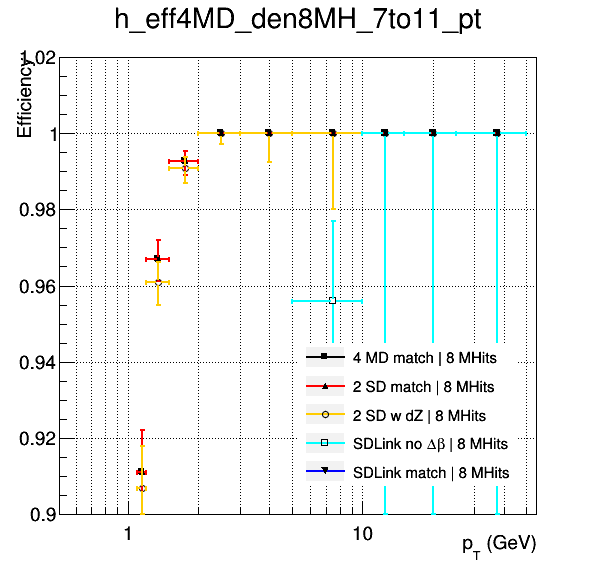 h_eff4MD_den8MH_7to11_pt
Efficiency
1.02
1
0.98
0.96
0.94
0.92
0.9
4 MD match | 8 MHits
2 SD match | 8 MHits
2 SD w dZ | 8 MHits
SDLink no Δβ | 8 MHits
SDLink match | 8 MHits
1
10
p_T (GeV)